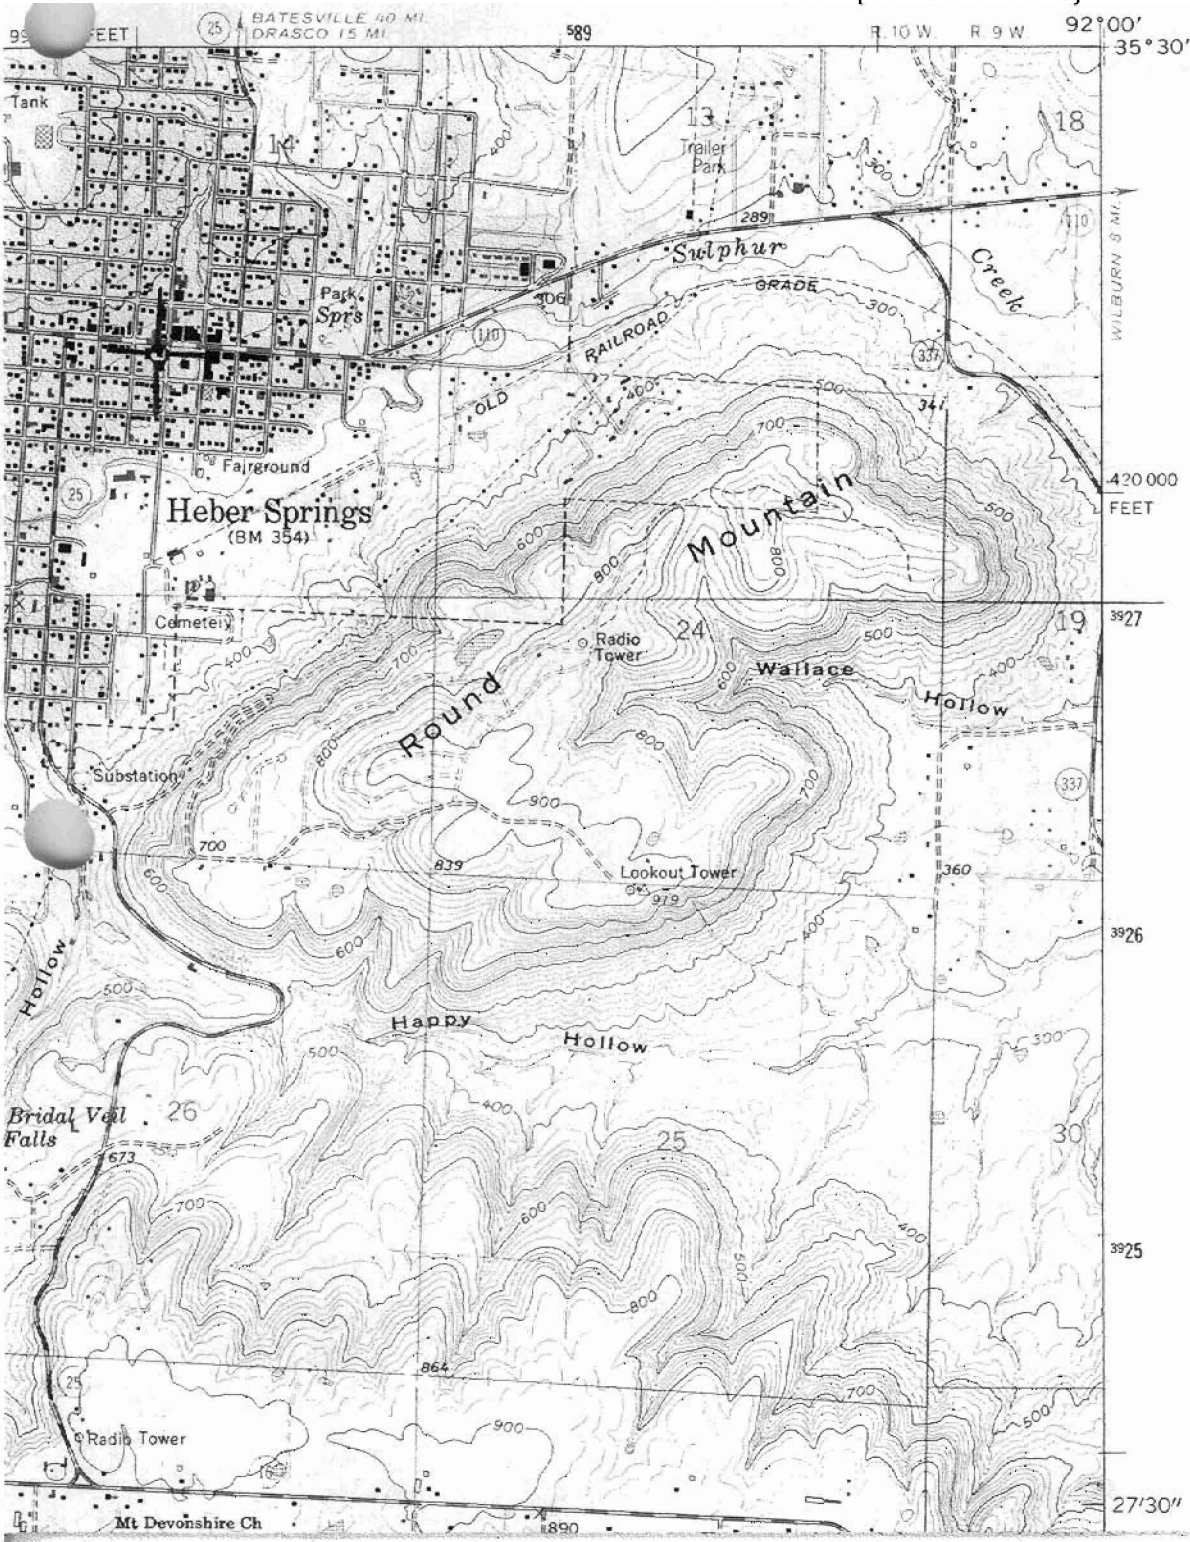 25
BATESVILLE 40 MI.
DRASCO 15 MI.
FEET
589
R. 10 W.
R. 9 W.
92°00'
35°30'
Tank
14
13
18
400
Trailer
Park
300
289
110
WILBURN 8 MI.
Sulphur
Creek
GRADE
300
Park
Sprs
306
110
RAILROAD
OLD
400
337
500
341
700
Fairground
25
Heber Springs
(BM 354)
420 000
FEET
500
Mountain
600
800
800
3927
Cemetery
400
700
Radio
Tower
24
19
500
400
600
Wallace
Hollow
Round
800
800
700
337
Substation
900
700
839
Lookout Tower
979
360
600
600
400
3926
Hollow
500
Happy
Hollow
300
500
400
Bridal Veil
Falls
26
25
30
673
700
600
400
3925
500
800
864
700
25
500
900
Radio Tower
16
Mt Devonshire Ch
890
27'30"